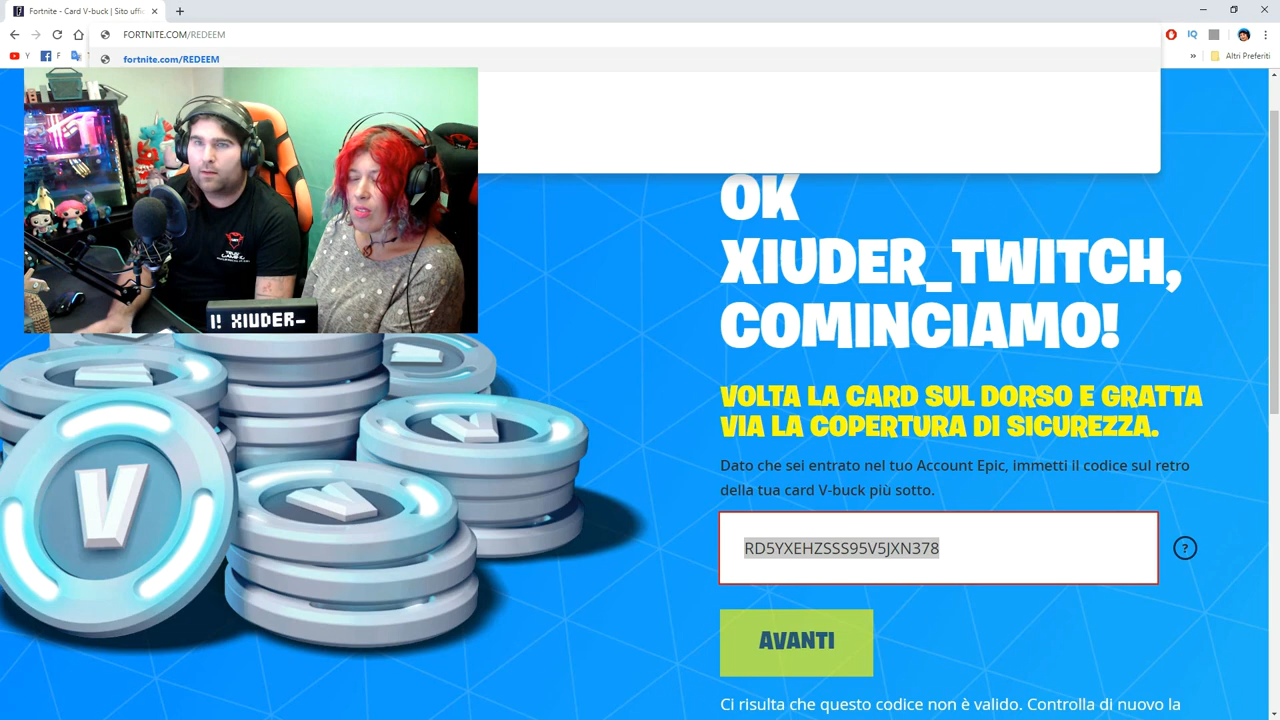 Fortnite - Card V-buck | Sito uffic
FORTNITE.COM/REDEEM
fortnite.com/REDEEM
Y
F
IQ
»
Altri Preferiti
I! XIUDER-
OK
XIUDER_TWITCH,
COMINCIAMO!
VOLTA LA CARD SUL DORSO E GRATTA
VIA LA COPERTURA DI SICUREZZA.
Dato che sei entrato nel tuo Account Epic, immetti il codice sul retro
della tua card V-buck più sotto.
RD5YXEHZSSS95V5JXN378
?
AVANTI
Ci risulta che questo codice non è valido. Controlla di nuovo la
V
V
V